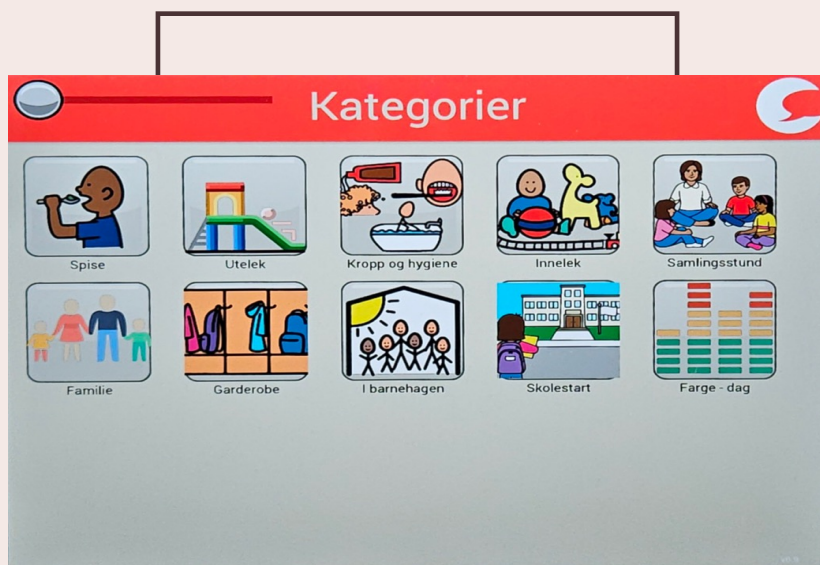 Kategorier
Spise
Utelek
Kropp og hygiene
Innelek
Samlingsstund
Familie
Garderobe
I barnehagen
Skolestart
Farge - dag